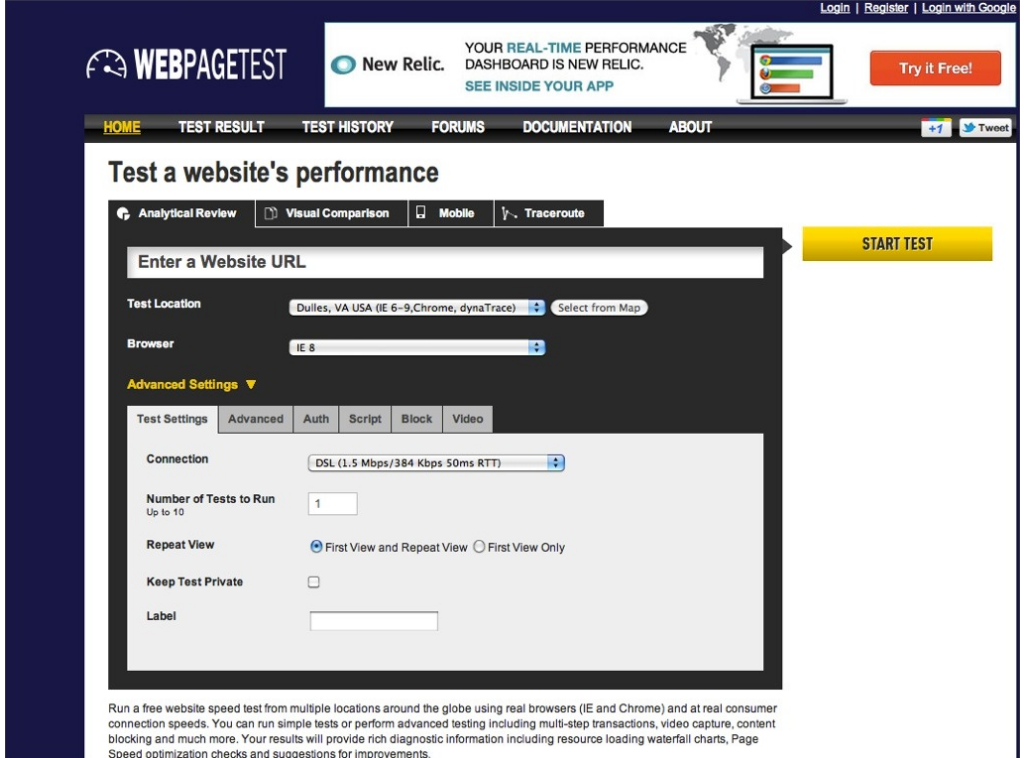 Login | Register | Login with Google
WEBPAGETEST
New Relic.
YOUR REAL-TIME PERFORMANCE
DASHBOARD IS NEW RELIC.
SEE INSIDE YOUR APP
Try it Free!
HOME TEST RESULT TEST HISTORY FORUMS DOCUMENTATION ABOUT
+1 Tweet
Test a website's performance
Analytical Review Visual Comparison Mobile Traceroute
START TEST
Enter a Website URL
Test Location Dulles, VA USA (IE 6-9,Chrome, dynaTrace) Select from Map
Browser IE 8
Advanced Settings ▼
Test Settings Advanced Auth Script Block Video
Connection DSL (1.5 Mbps/384 Kbps 50ms RTT)
Number of Tests to Run 1
Up to 10
Repeat View First View and Repeat View First View Only
Keep Test Private
Label
Run a free website speed test from multiple locations around the globe using real browsers (IE and Chrome) and at real consumer
connection speeds. You can run simple tests or perform advanced testing including multi-step transactions, video capture, content
blocking and much more. Your results will provide rich diagnostic information including resource loading waterfall charts, Page
Speed optimization checks and suggestions for improvements.